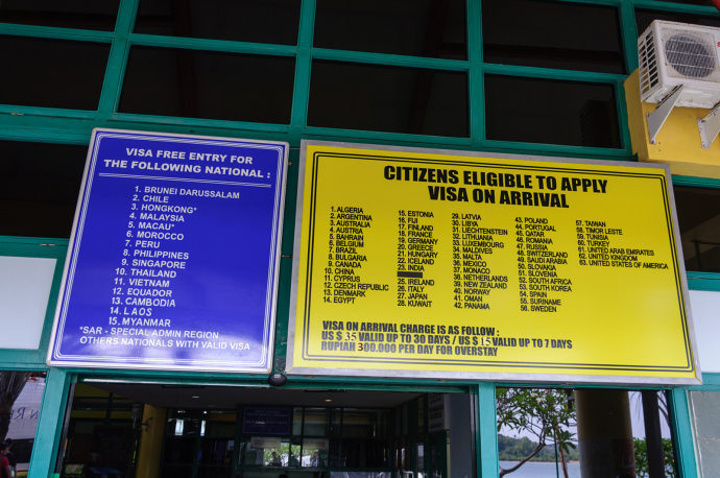 VISA FREE ENTRY FOR
THE FOLLOWING NATIONAL :
1. BRUNEI DARUSSALAM
2. CHILE
3. HONGKONG*
4. MALAYSIA
5. MACAU*
6. MOROCCO
7. PERU
8. PHILIPPINES
9. SINGAPORE
10. THAILAND
11. VIETNAM
12. EQUADOR
13. CAMBODIA
14. LAOS
15. MYANMAR
*SAR - SPECIAL ADMIN REGION
OTHERS NATIONALS WITH VALID VISA
CITIZENS ELIGIBLE TO APPLY
VISA ON ARRIVAL
1. ALGERIA
2. ARGENTINA
3. AUSTRALIA
4. AUSTRIA
5. BAHRAIN
6. BELGIUM
7. BRAZIL
8. BULGARIA
9. CANADA
10. CHINA
11. CYPRUS
12. CZECH REPUBLIC
13. DENMARK
14. EGYPT
15. ESTONIA
16. FIJI
17. FINLAND
18. FRANCE
19. GERMANY
20. GREECE
21. HUNGARY
22. ICELAND
23. INDIA
25. IRELAND
26. ITALY
27. JAPAN
28. KUWAIT
29. LATVIA
30. LIBYA
31. LIECHTENSTEIN
32. LITHUANIA
33. LUXEMBOURG
34. MALDIVES
35. MALTA
36. MEXICO
37. MONACO
38. NETHERLANDS
39. NEW ZEALAND
40. NORWAY
41. OMAN
42. PANAMA
43. POLAND
44. PORTUGAL
45. QATAR
46. ROMANIA
47. RUSSIA
48. SWITZERLAND
49. SAUDI ARABIA
50. SLOVAKIA
51. SLOVENIA
52. SOUTH AFRICA
53. SOUTH KOREA
54. SPAIN
55. SURINAME
56. SWEDEN
57. TAIWAN
58. TIMOR LESTE
59. TUNISIA
60. TURKEY
61. UNITED ARAB EMIRATES
62. UNITED KINGDOM
63. UNITED STATES OF AMERICA
VISA ON ARRIVAL CHARGE IS AS FOLLOW :
US $ 35 VALID UP TO 30 DAYS / US $ 15 VALID UP TO 7 DAYS
RUPIAH 300.000 PER DAY FOR OVERSTAY